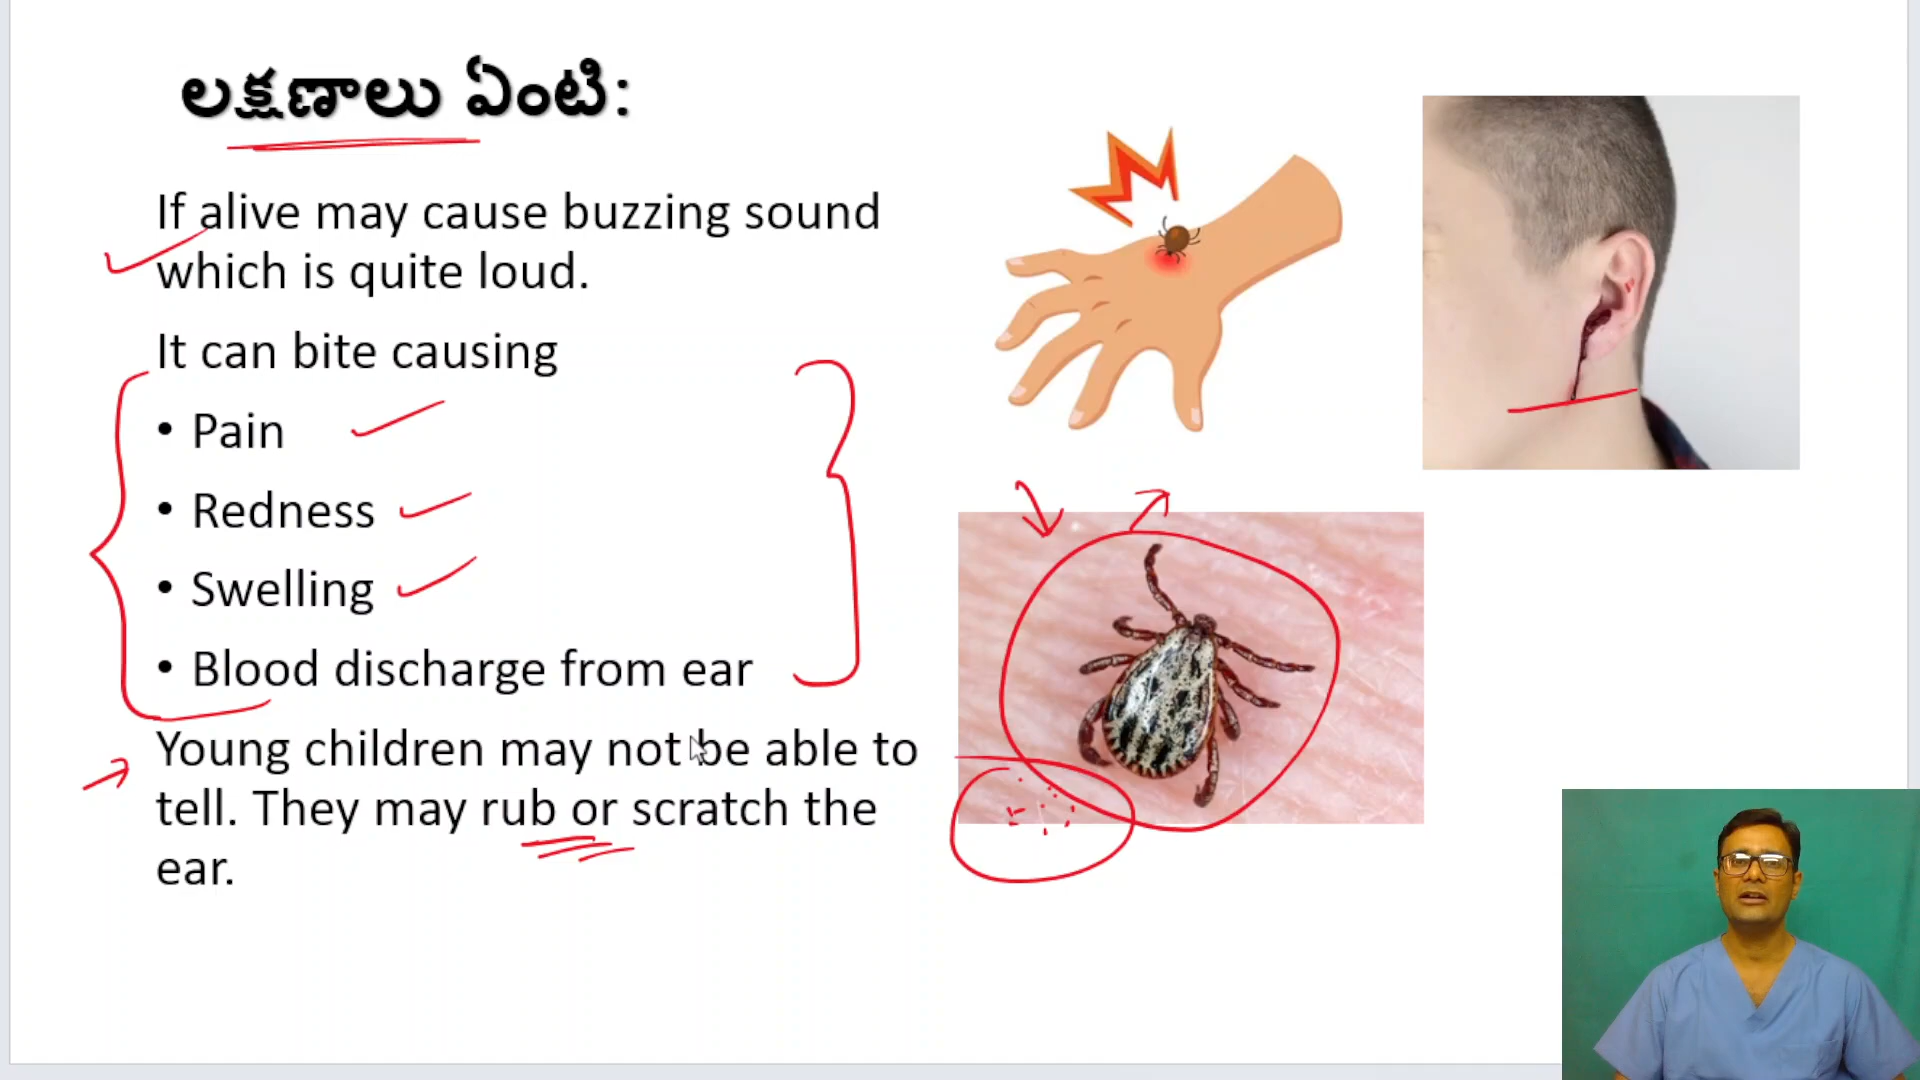 లక్షణాలు ఏంటి:
If alive may cause buzzing sound
which is quite loud.
It can bite causing
• Pain
• Redness
• Swelling
• Blood discharge from ear
Young children may not be able to
tell. They may rub or scratch the
ear.